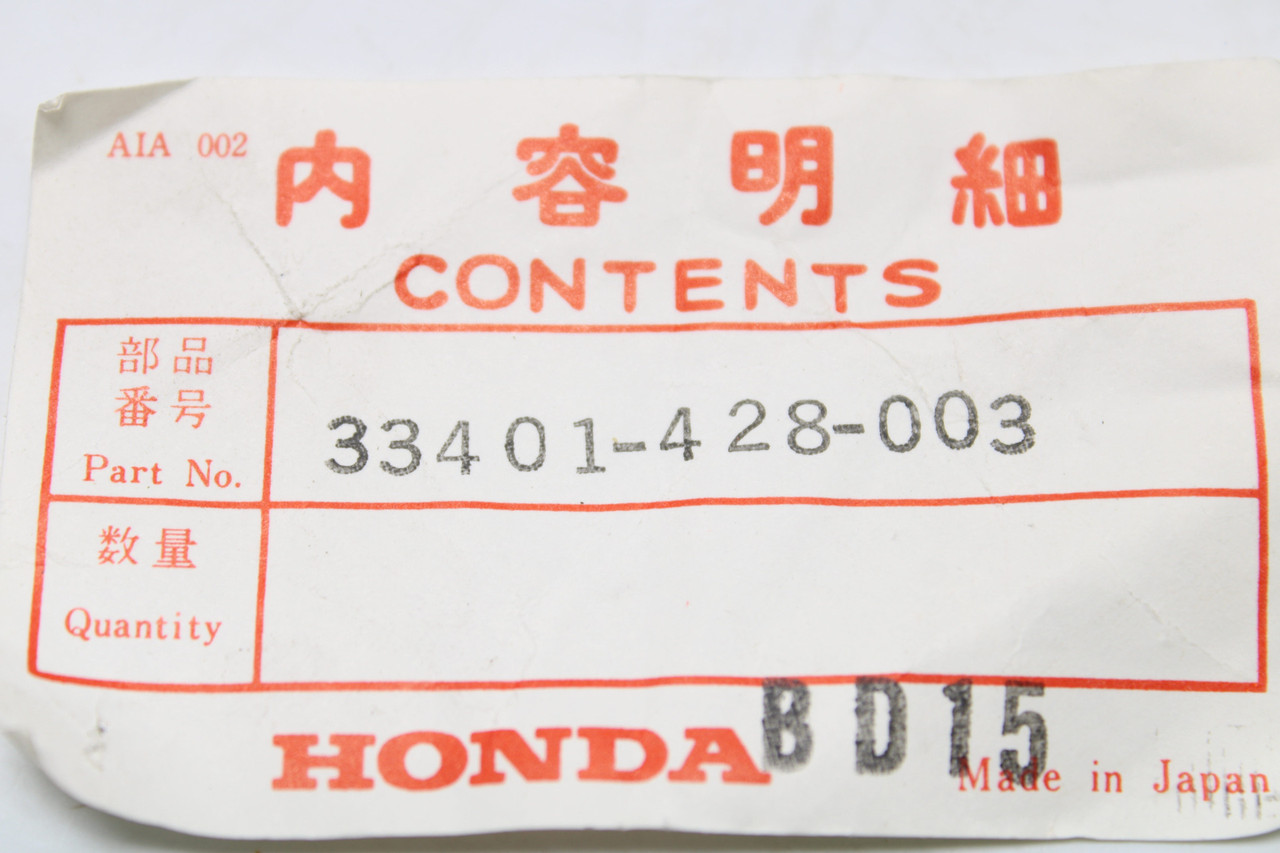 AIA 002
内容明細
CONTENTS
部品
番号
Part No.
33401-428-003
数量
Quantity
HONDA
BD15
Made in Japan